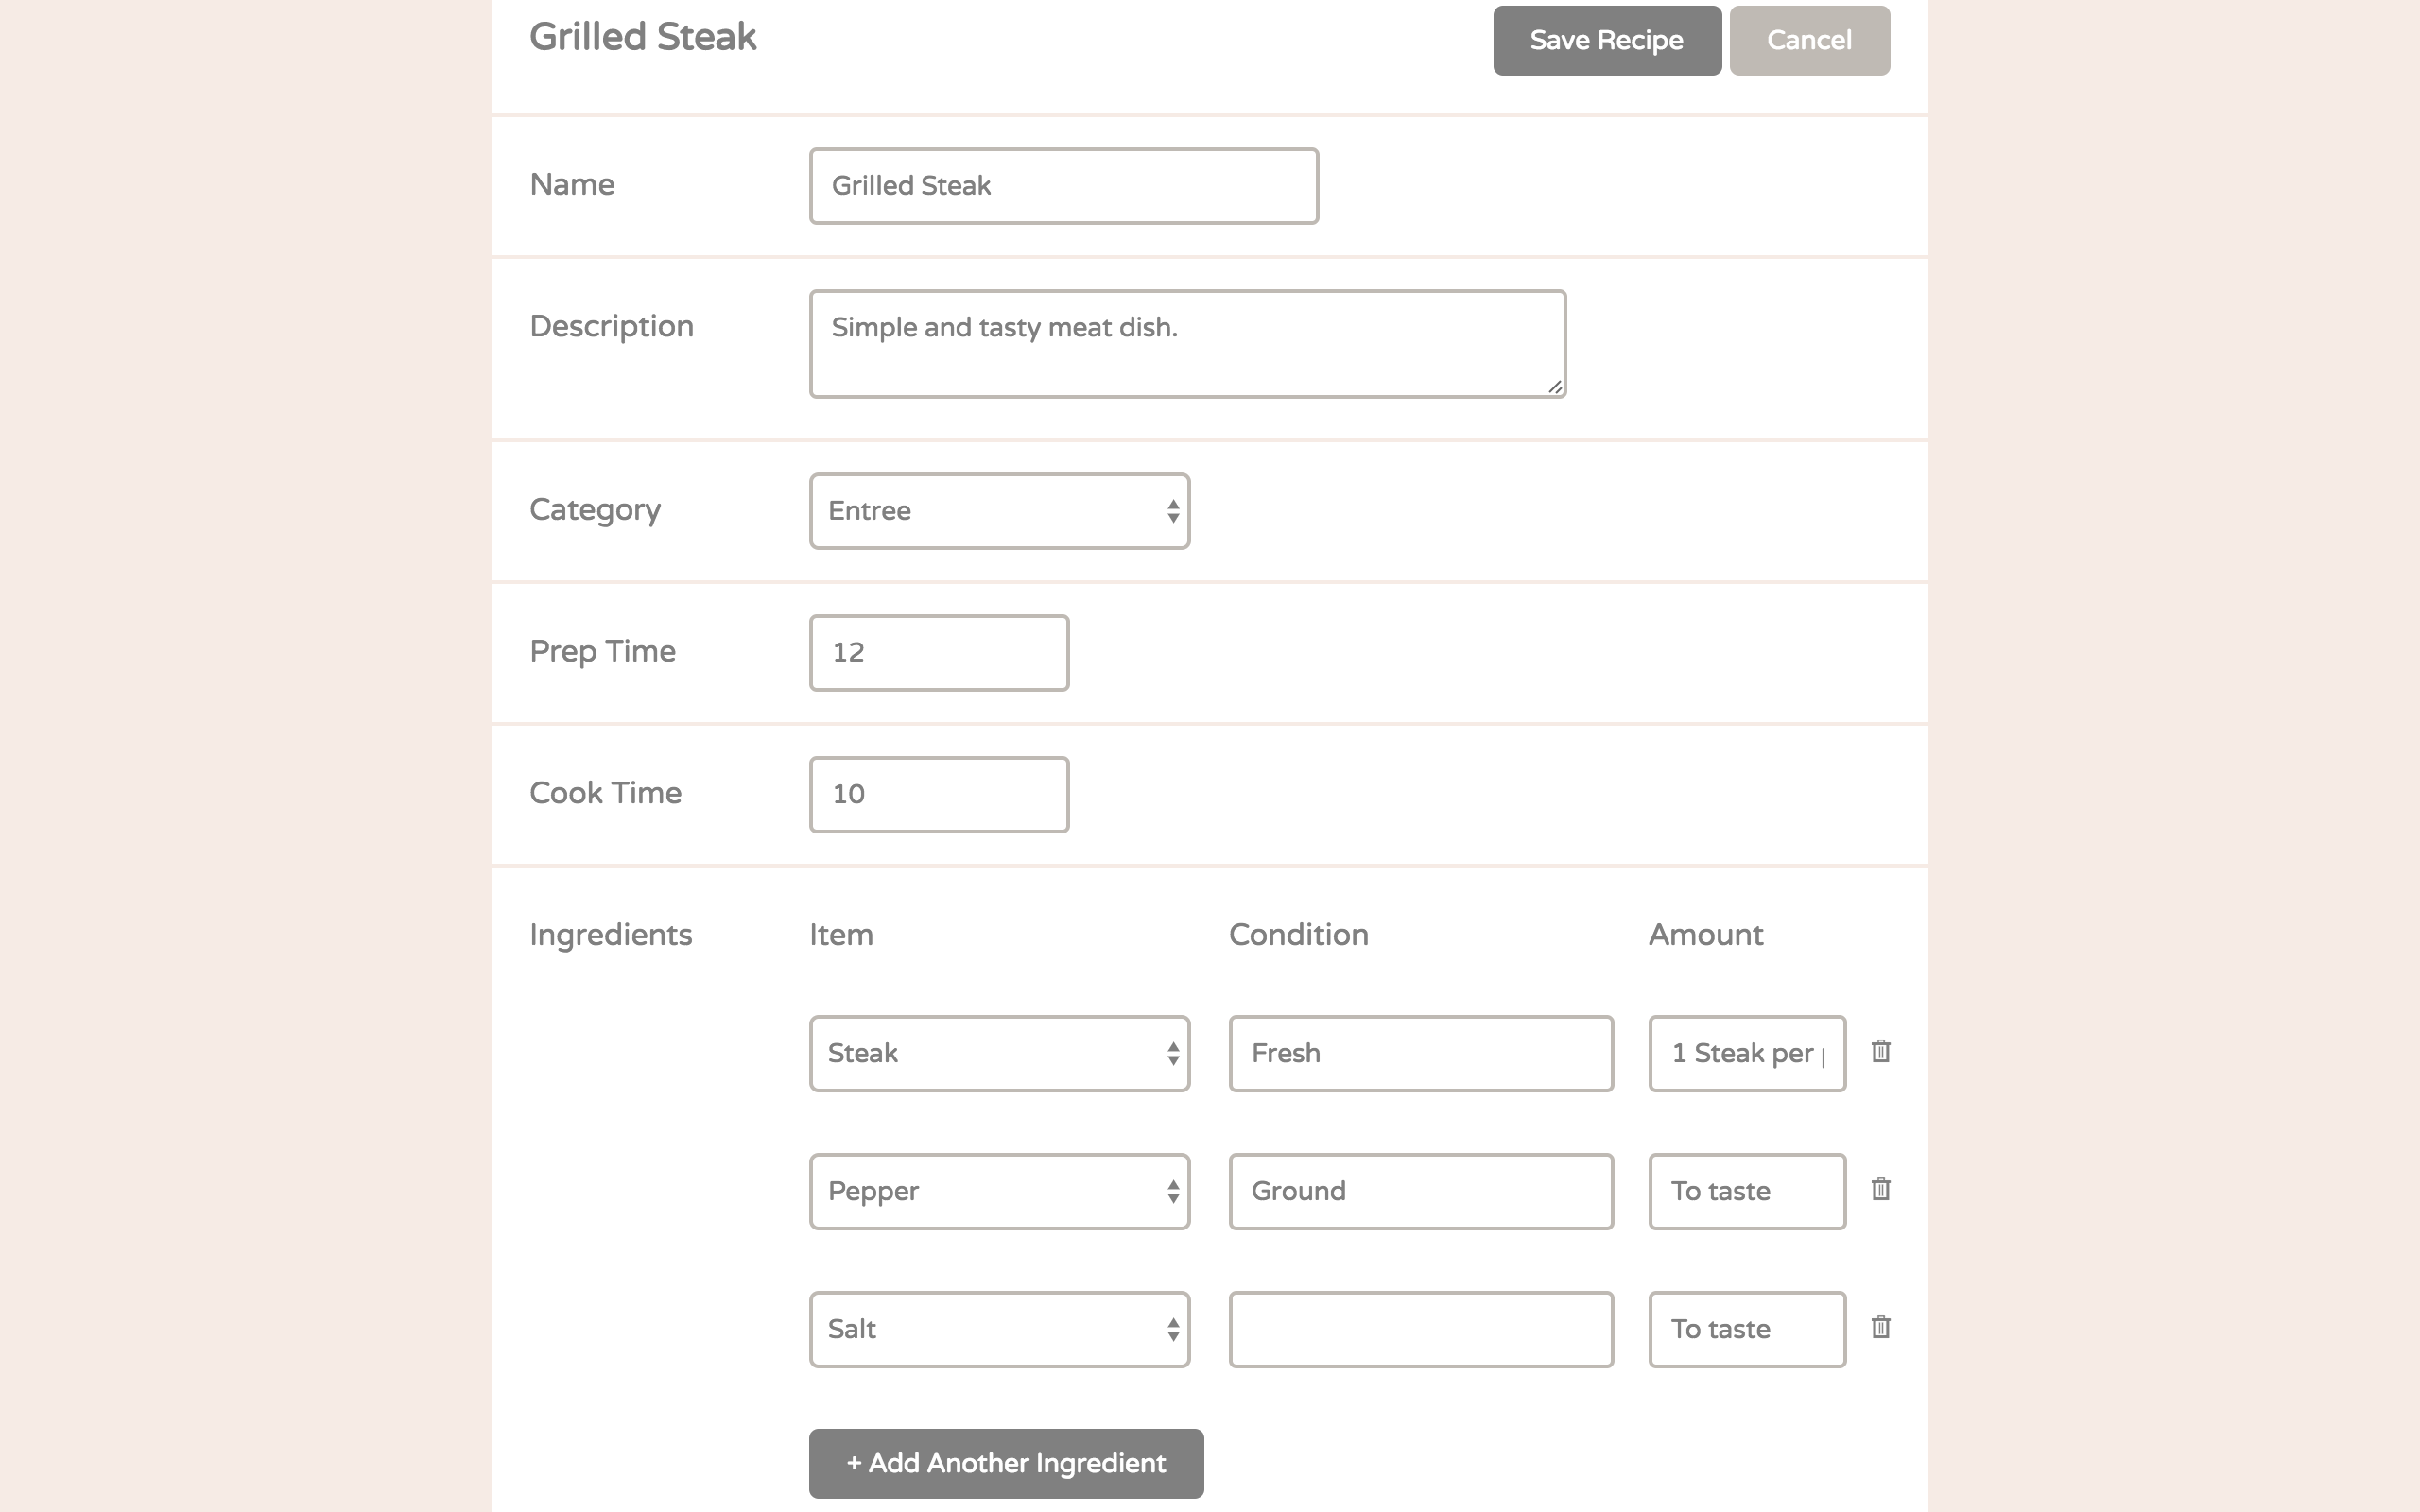 Grilled Steak
Save Recipe
Cancel
Name
Grilled Steak
Description
Simple and tasty meat dish.
Category
Entree
Prep Time
12
Cook Time
10
Ingredients
Item
Condition
Amount
Steak
Fresh
1 Steak per
Pepper
Ground
To taste
Salt
To taste
+ Add Another Ingredient